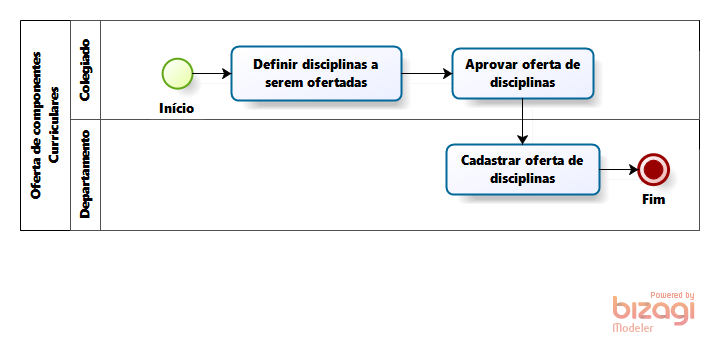 Oferta de componentes
Curriculares
Colegiado
Início
Definir disciplinas a
serem ofertadas
Aprovar oferta de
disciplinas
Departamento
Cadastrar oferta de
disciplinas
Fim
Powered by
bizagi
Modeler